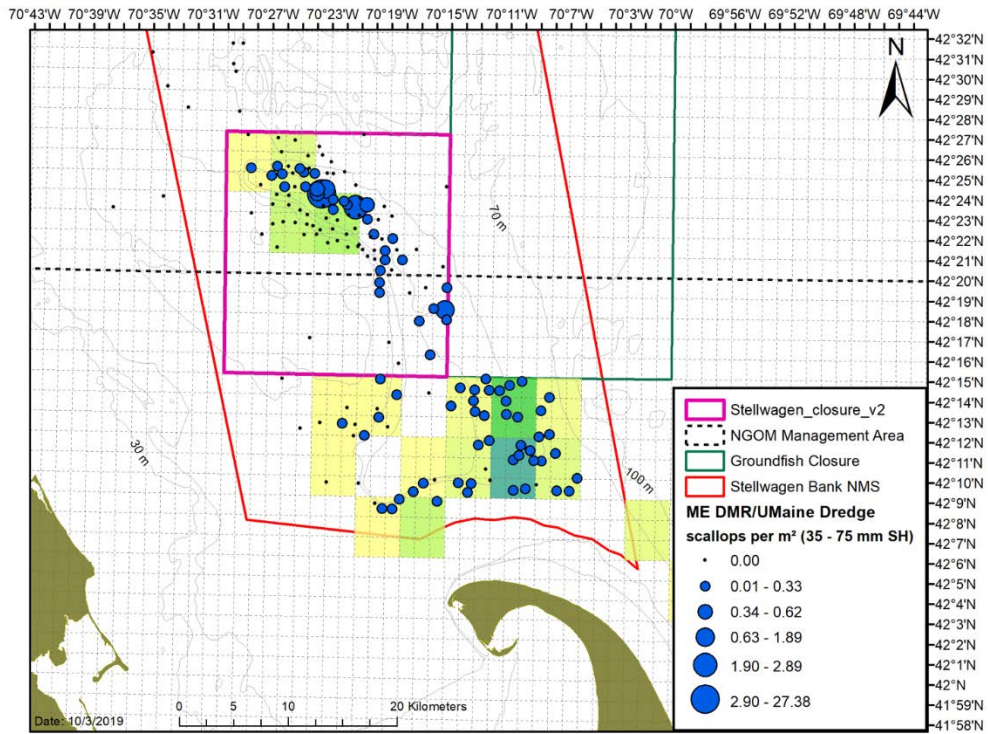 70°43'W 70°39'W 70°35'W 70°31'W 70°27'W 70°23'W 70°19'W 70°15'W 70°11'W 70°7'W 70°3'W 70°0'W 69°56'W 69°52'W 69°48'W 69°44'W
N
42°32'N
42°31'N
42°30'N
42°29'N
42°28'N
42°27'N
42°26'N
42°25'N
42°24'N
42°23'N
42°22'N
42°20'N
42°19'N
42°18'N
42°17'N
42°16'N
42°15'N
42°14'N
42°13'N
42°12'N
42°11'N
42°10'N
42°9'N
42°8'N
42°7'N
42°6'N
42°5'N
42°4'N
42°3'N
42°2'N
42°1'N
42°N
41°59'N
41°58'N
70 m
30 m
100 m
Stellwagen_closure_v2
NGOM Management Area
Groundfish Closure
Stellwagen Bank NMS
ME DMR/UMaine Dredge
scallops per m² (35 - 75 mm SH)
0.00
0.01 - 0.33
0.34 - 0.62
0.63 - 1.89
1.90 - 2.89
2.90 - 27.38
Date: 10/3/2019
0 5 10 20 Kilometers